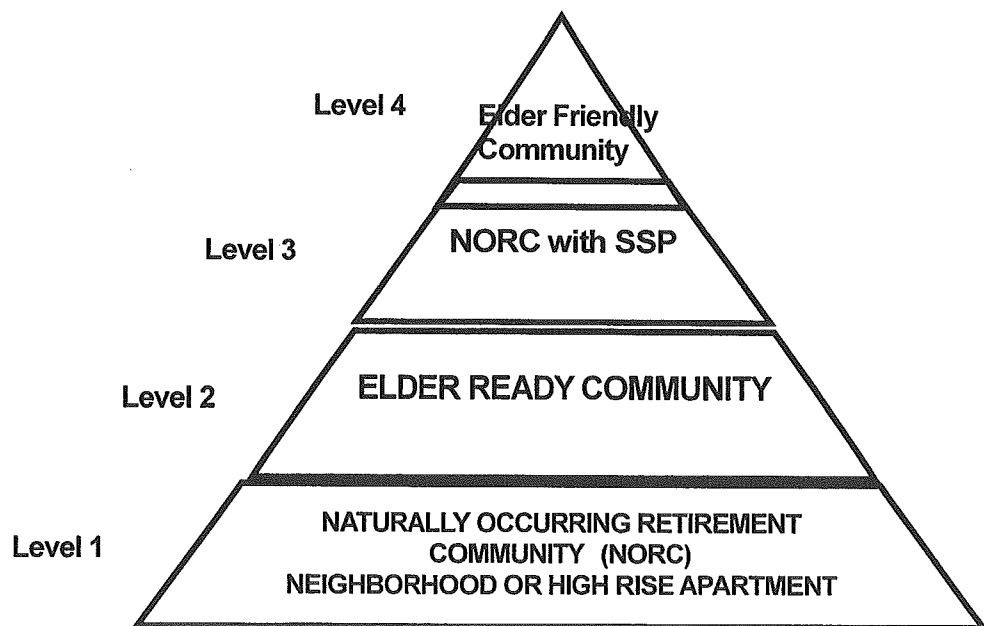 Level 4
Elder Friendly
Community
Level 3
NORC with SSP
Level 2
ELDER READY COMMUNITY
Level 1
NATURALLY OCCURRING RETIREMENT
COMMUNITY (NORC)
NEIGHBORHOOD OR HIGH RISE APARTMENT